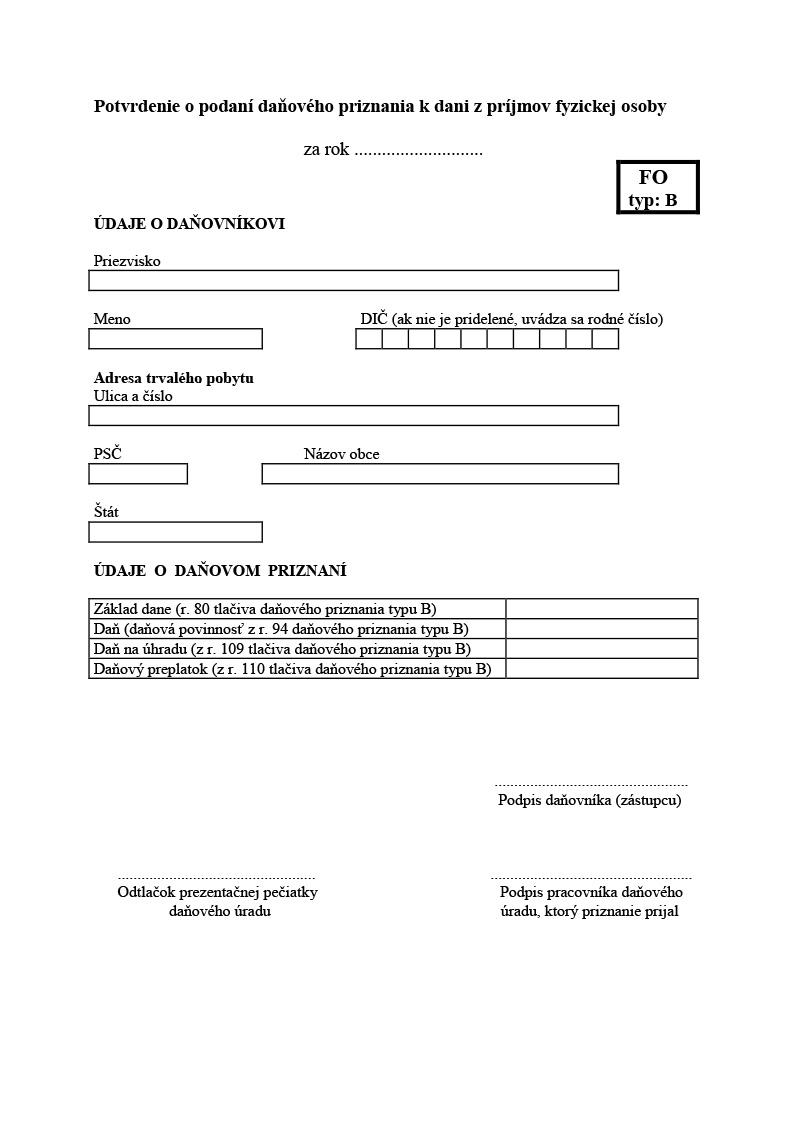 Potvrdenie o podaní daňového priznania k dani z príjmov fyzickej osoby
za rok ............................
FO
typ: B
ÚDAJE O DAŇOVNÍKOVI
Priezvisko
Meno DIČ (ak nie je pridelené, uvádza sa rodné číslo)
Adresa trvalého pobytu
Ulica a číslo
PSČ Názov obce
Štát
ÚDAJE O DAŇOVOM PRIZNANÍ
Základ dane (r. 80 tlačiva daňového priznania typu B)
Daň (daňová povinnosť z r. 94 daňového priznania typu B)
Daň na úhradu (z r. 109 tlačiva daňového priznania typu B)
Daňový preplatok (z r. 110 tlačiva daňového priznania typu B)
....................................................
Podpis daňovníka (zástupcu)
..................................................... ......................................................
Odtlačok prezentačnej pečiatky Podpis pracovníka daňového
daňového úradu úradu, ktorý priznanie prijal